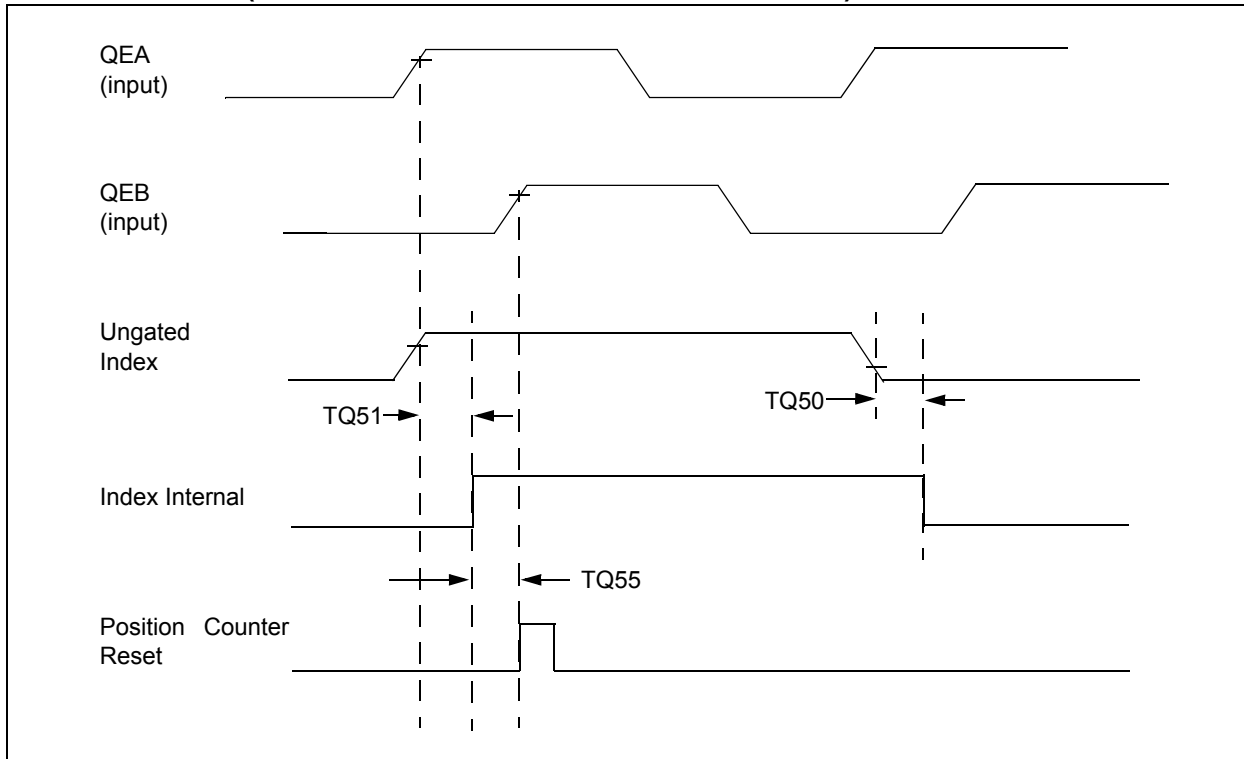 QEA
(input)
QEB
(input)
Ungated
Index
TQ51
TQ50
Index Internal
TQ55
Position Counter
Reset